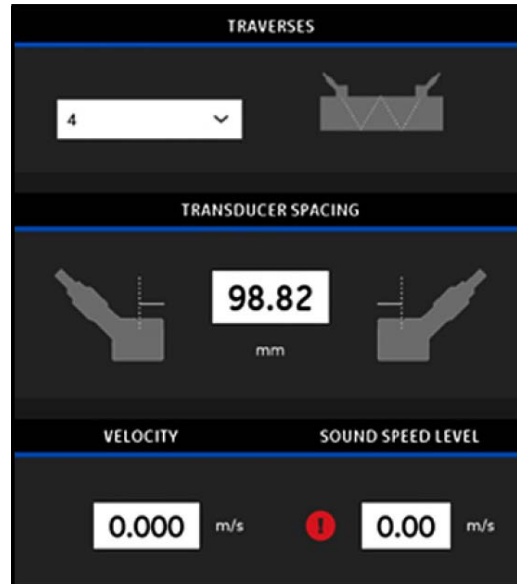 TRAVERSES
4
TRANSDUCER SPACING
98.82
mm
VELOCITY SOUND SPEED LEVEL
0.000 m/s ! 0.00 m/s